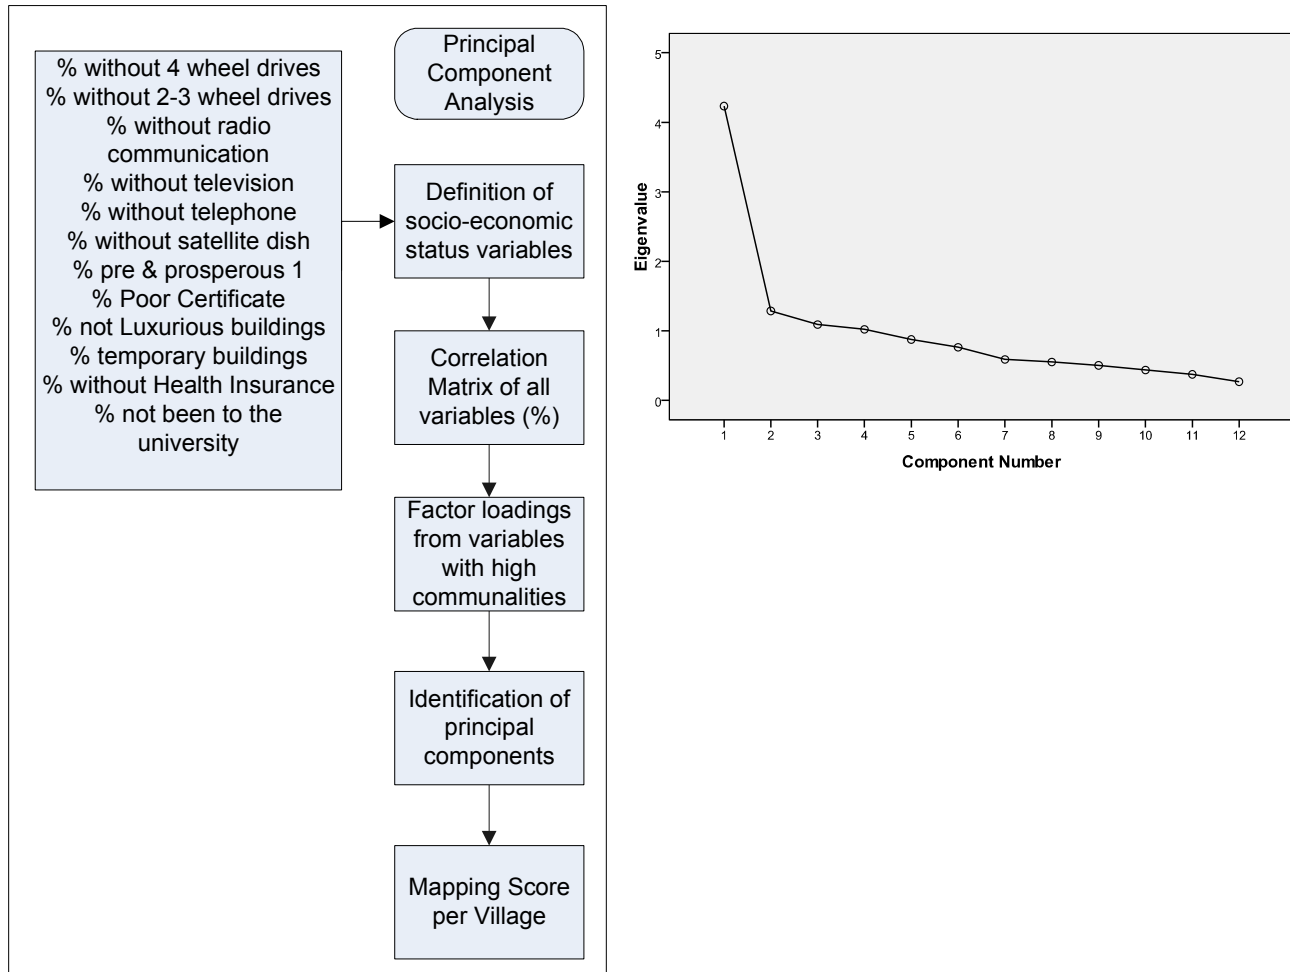 % without 4 wheel drives
% without 2-3 wheel drives
% without radio
communication
% without television
% without telephone
% without satellite dish
% pre & prosperous 1
% Poor Certificate
% not Luxurious buildings
% temporary buildings
% without Health Insurance
% not been to the
university
Principal
Component
Analysis
Definition of
socio-economic
status variables
Correlation
Matrix of all
variables (%)
Factor loadings
from variables
with high
communalities
Identification of
principal
components
Mapping Score
per Village
Eigenvalue
5
4
3
2
1
0
1 2 3 4 5 6 7 8 9 10 11 12
Component Number